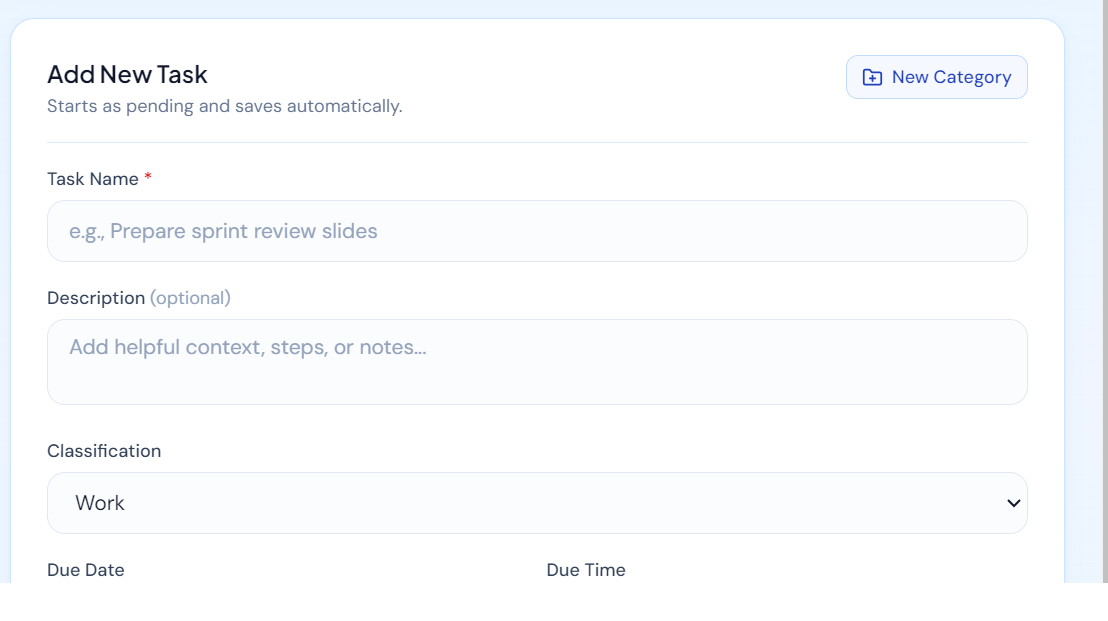 Add New Task
New Category
Starts as pending and saves automatically.
Task Name *
e.g., Prepare sprint review slides
Description (optional)
Add helpful context, steps, or notes...
Classification
Work
Due Date
Due Time